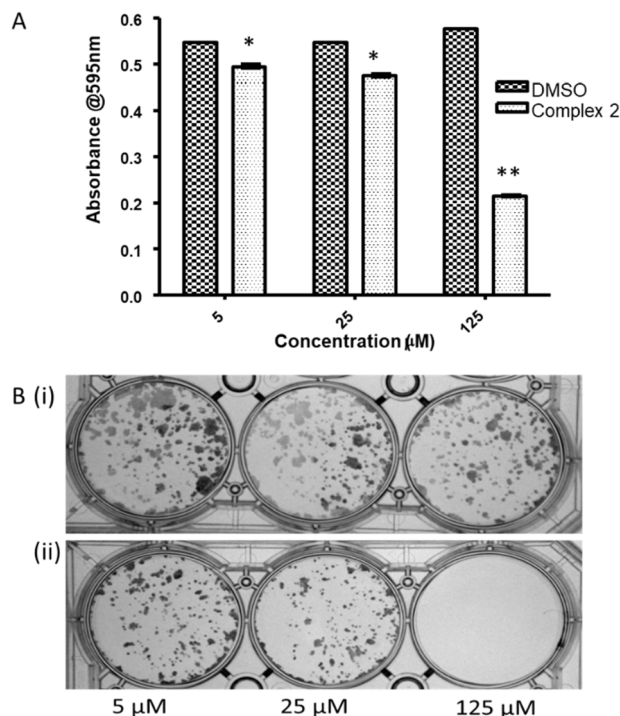 A
Absorbance @595nm
0.6
0.5
0.4
0.3
0.2
0.1
0.0
*
*
**
DMSO
Complex 2
5
25
125
Concentration (μM)
B (i)
(ii)
5 μM
25 μM
125 μM